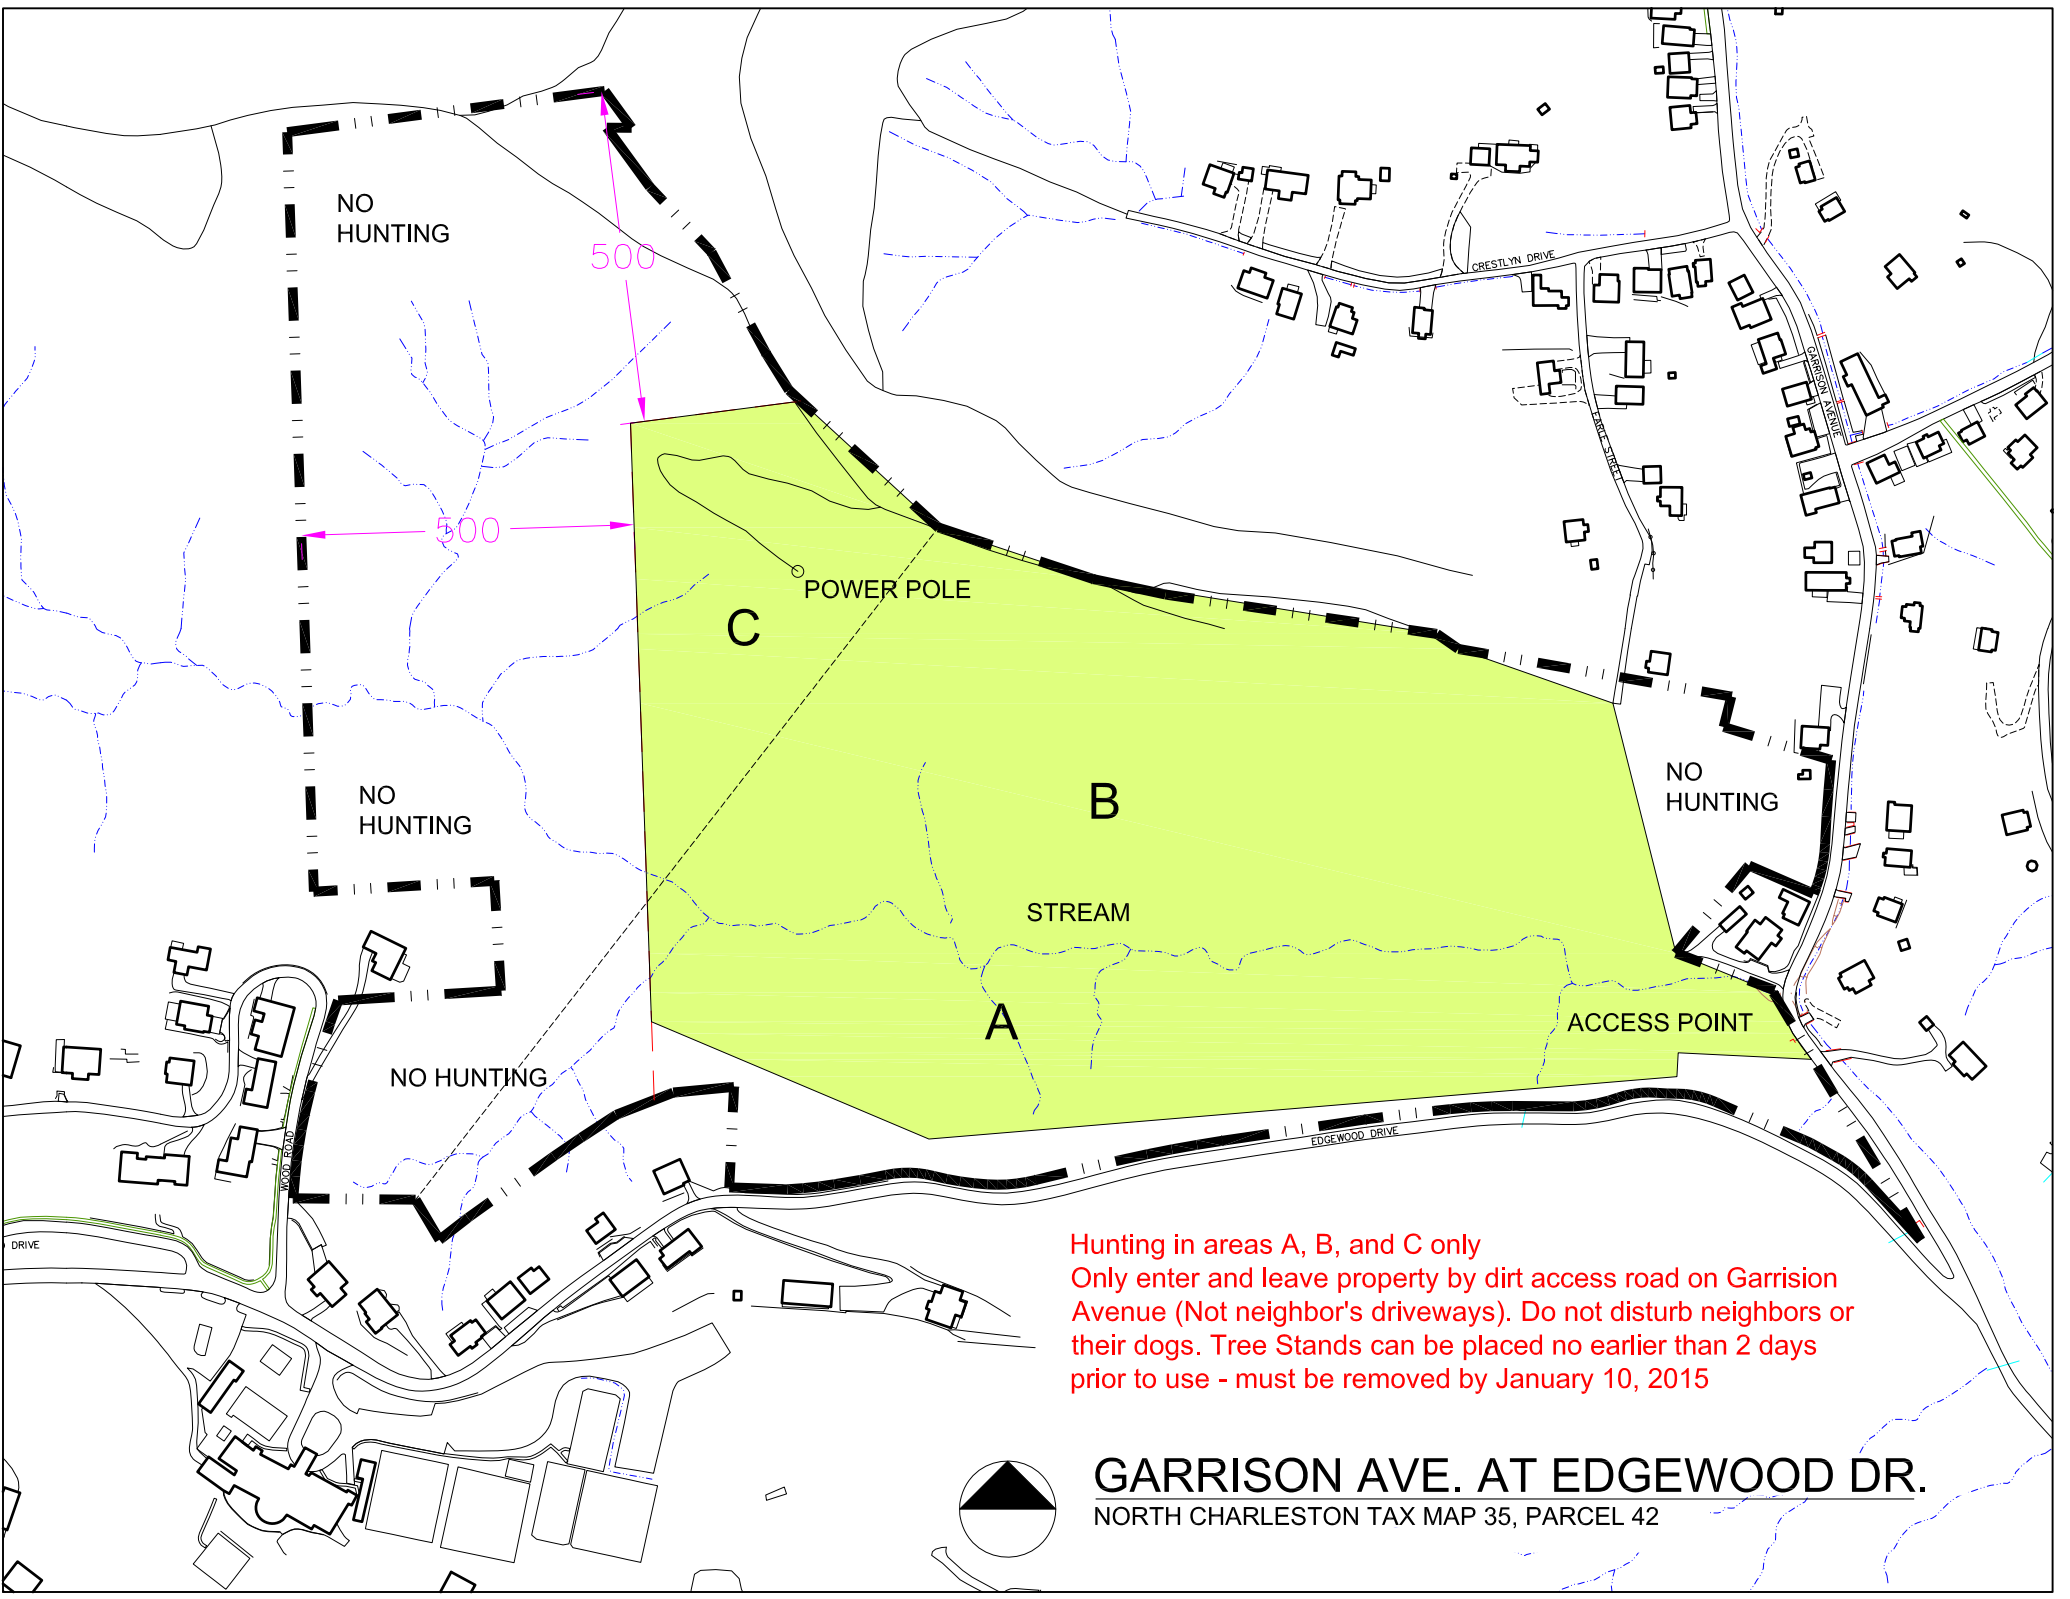 NO
HUNTING
500
CRESTLYN DRIVE
GARRISON AVENUE
EARLE STREET
500
POWER POLE
C
NO
HUNTING
B
NO
HUNTING
STREAM
A
ACCESS POINT
NO HUNTING
EDGEWOOD DRIVE
WOOD ROAD
DRIVE
Hunting in areas A, B, and C only
Only enter and leave property by dirt access road on Garrision
Avenue (Not neighbor's driveways). Do not disturb neighbors or
their dogs. Tree Stands can be placed no earlier than 2 days
prior to use - must be removed by January 10, 2015
GARRISON AVE. AT EDGEWOOD DR.
NORTH CHARLESTON TAX MAP 35, PARCEL 42